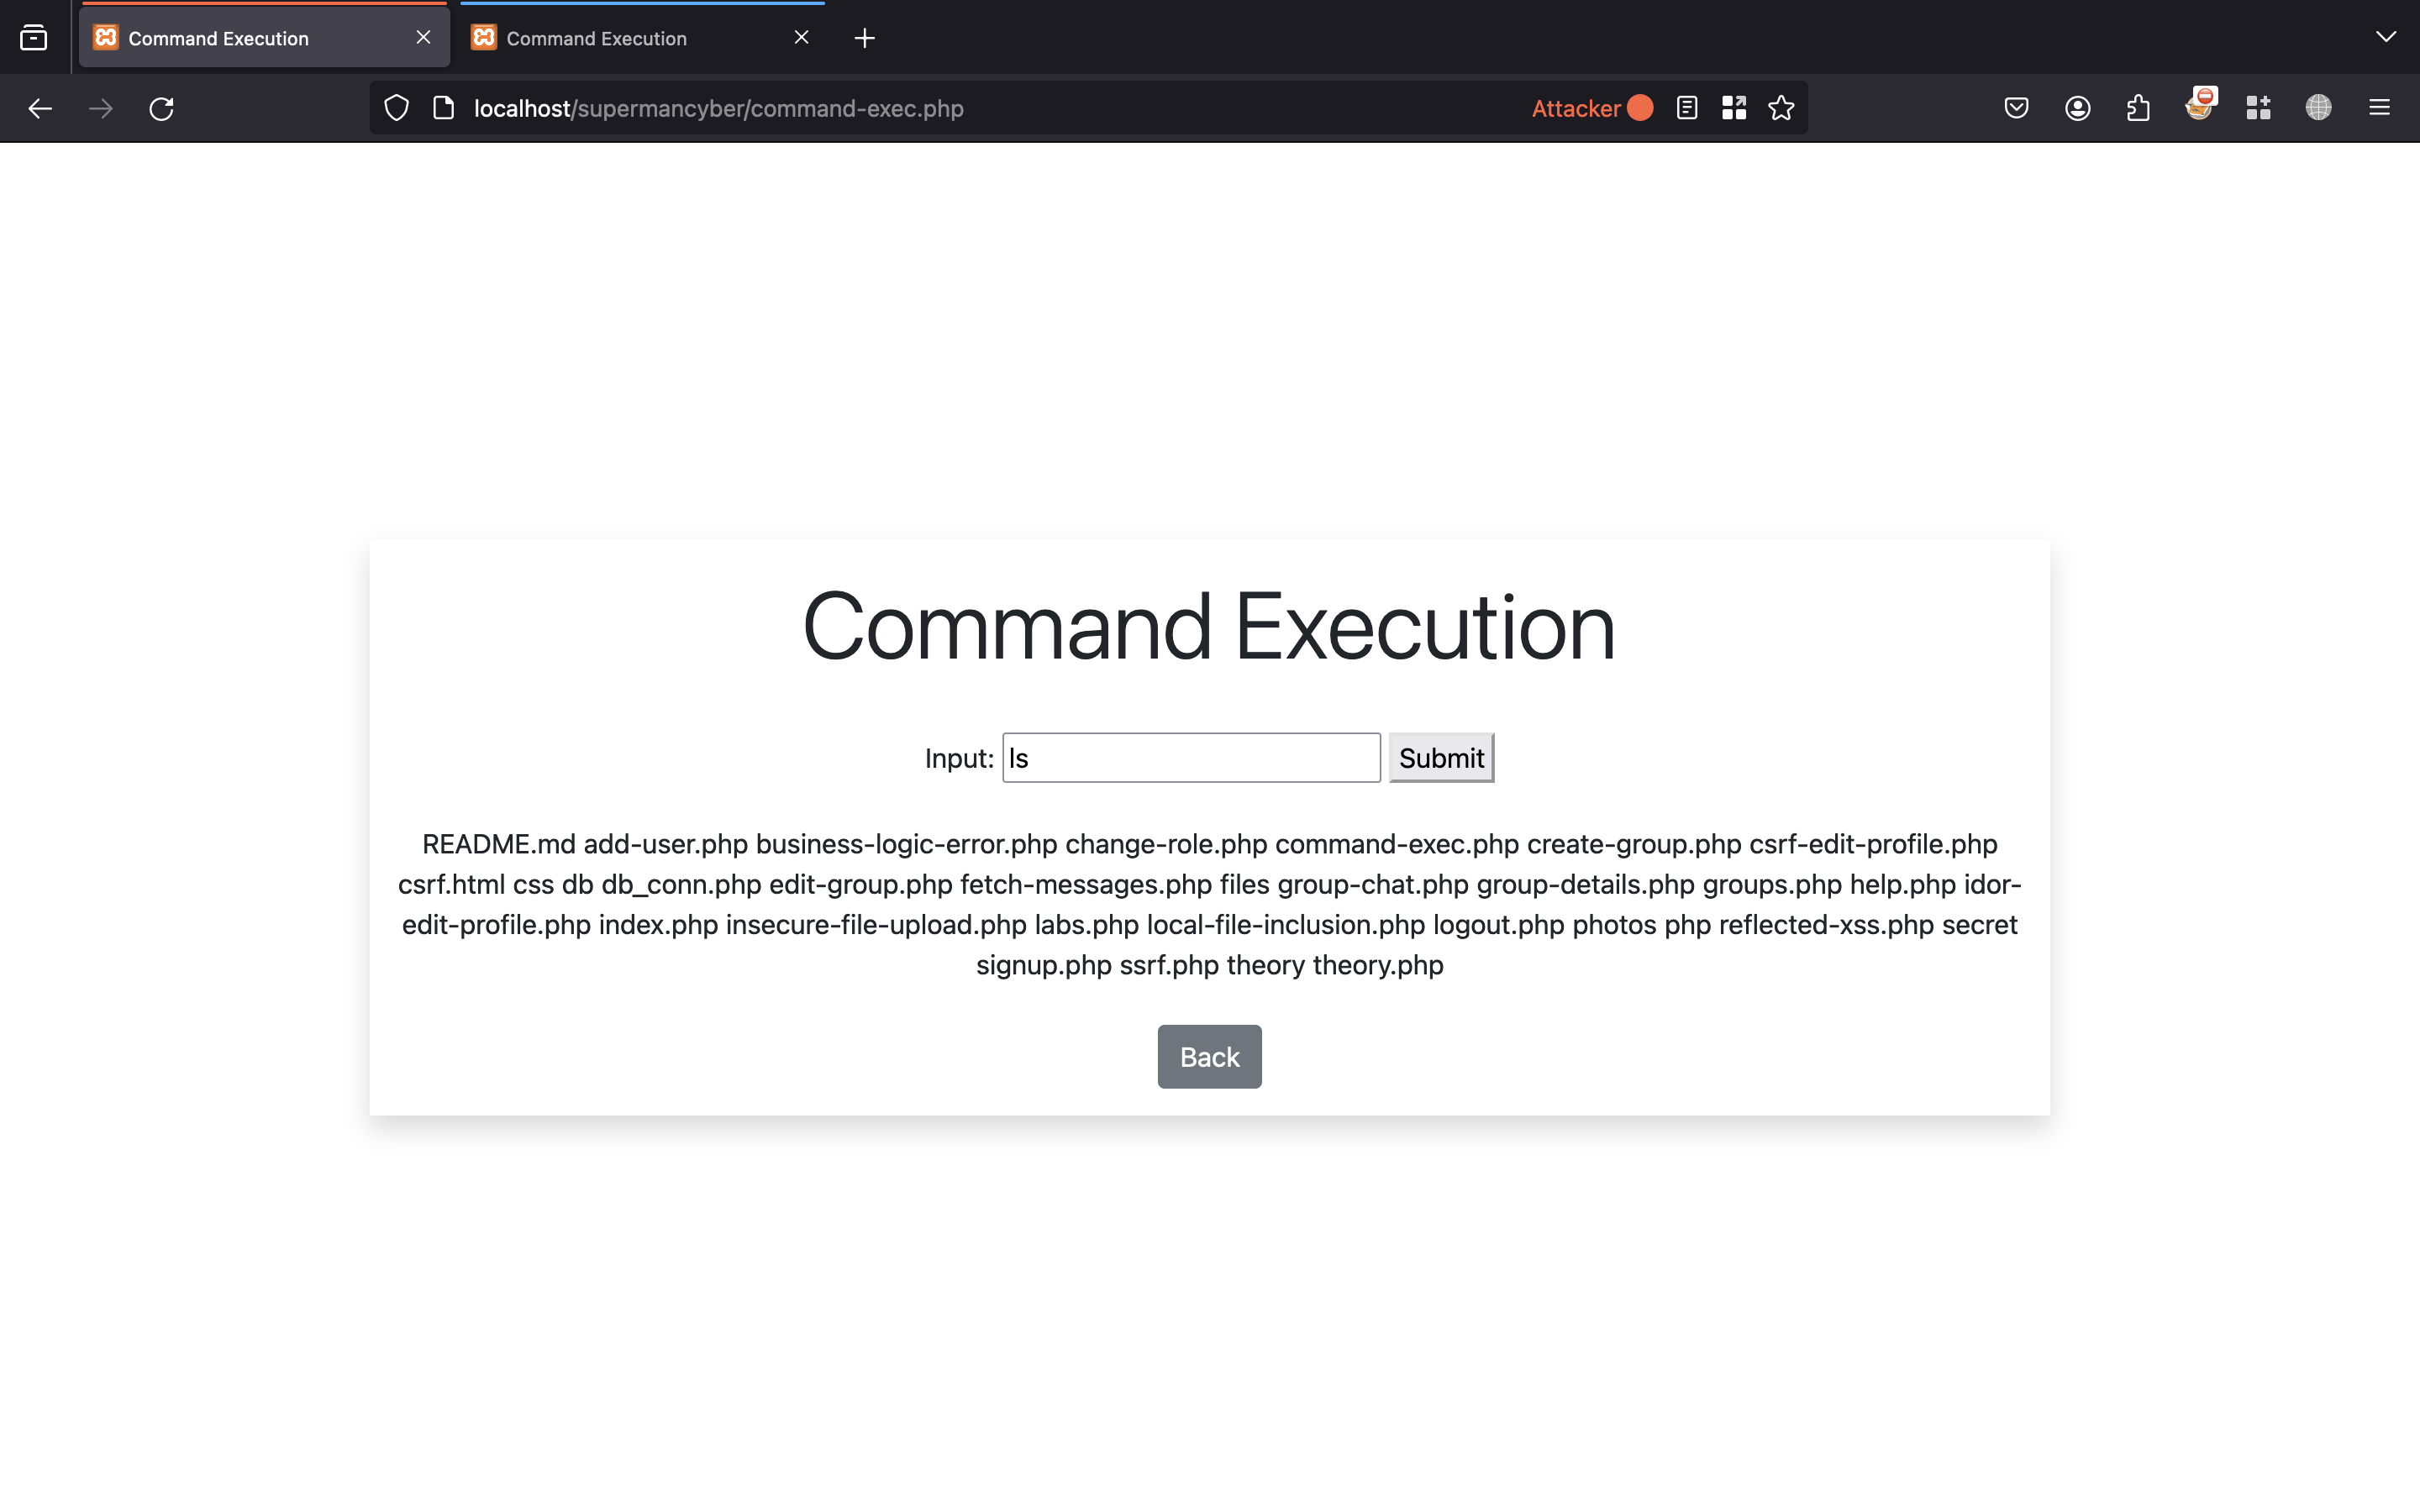 Command Execution
Command Execution
localhost/supermancyber/command-exec.php
Attacker
Command Execution
Input: ls Submit
README.md add-user.php business-logic-error.php change-role.php command-exec.php create-group.php csrf-edit-profile.php
csrf.html css db db_conn.php edit-group.php fetch-messages.php files group-chat.php group-details.php groups.php help.php idor-
edit-profile.php index.php insecure-file-upload.php labs.php local-file-inclusion.php logout.php photos php reflected-xss.php secret
signup.php ssrf.php theory theory.php
Back